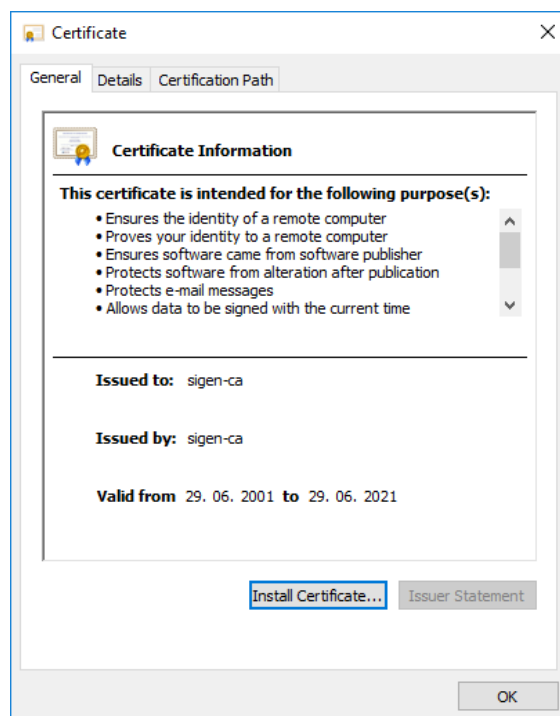 Certificate
General Details Certification Path
Certificate Information
This certificate is intended for the following purpose(s):
• Ensures the identity of a remote computer
• Proves your identity to a remote computer
• Ensures software came from software publisher
• Protects software from alteration after publication
• Protects e-mail messages
• Allows data to be signed with the current time
Issued to: sigen-ca
Issued by: sigen-ca
Valid from 29. 06. 2001 to 29. 06. 2021
Install Certificate... Issuer Statement
OK